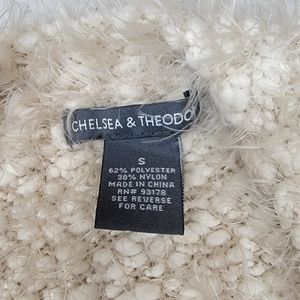 CHELSEA & THEODO
S
62% POLYESTER
38% NYLON
MADE IN CHINA
RN# 93178
SEE REVERSE
FOR CARE